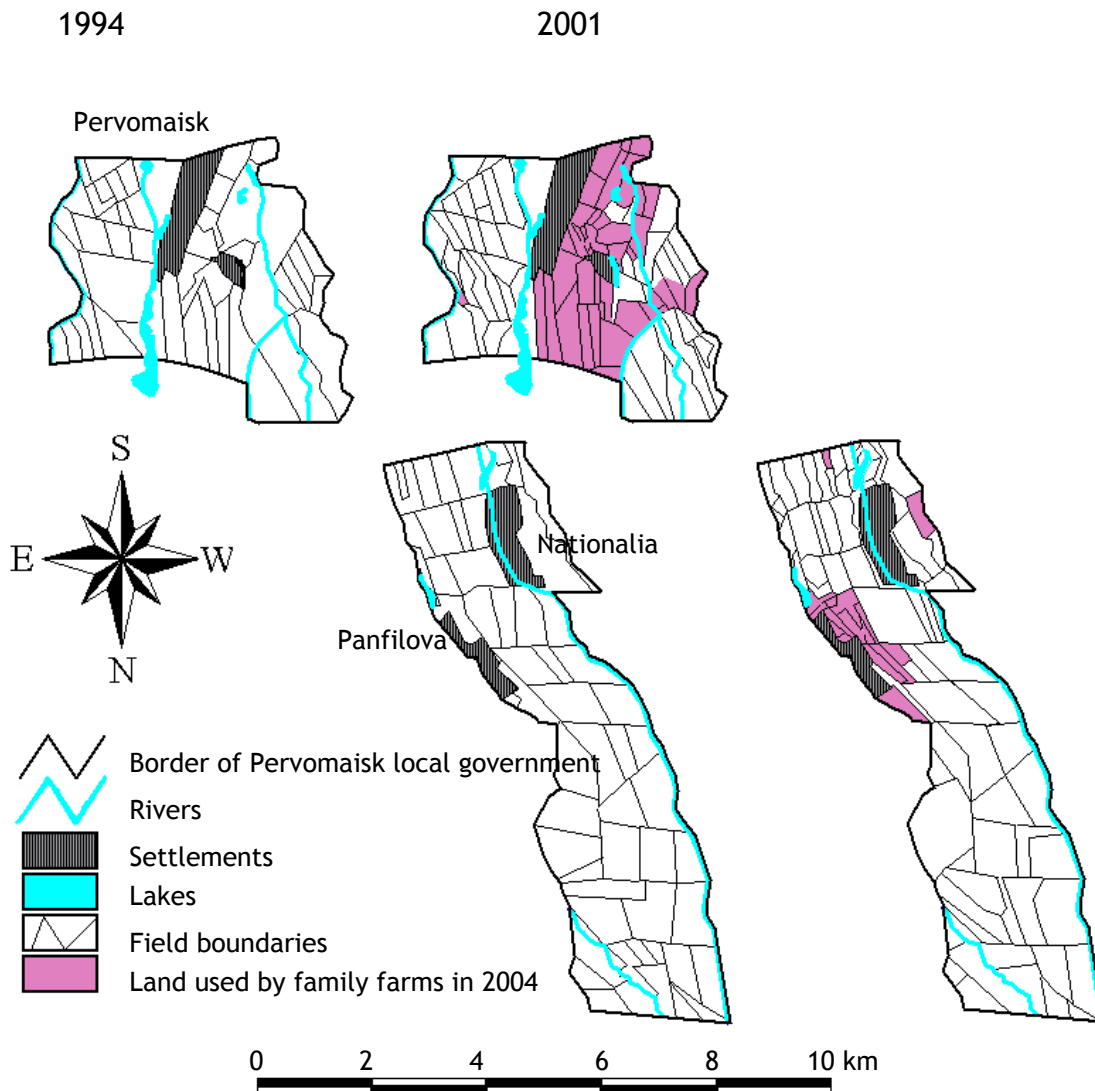 1994
2001
Pervomaisk
S
E
W
N
Nationalia
Panfilova
Border of Pervomaisk local government
Rivers
Settlements
Lakes
Field boundaries
Land used by family farms in 2004
0 2 4 6 8 10 km